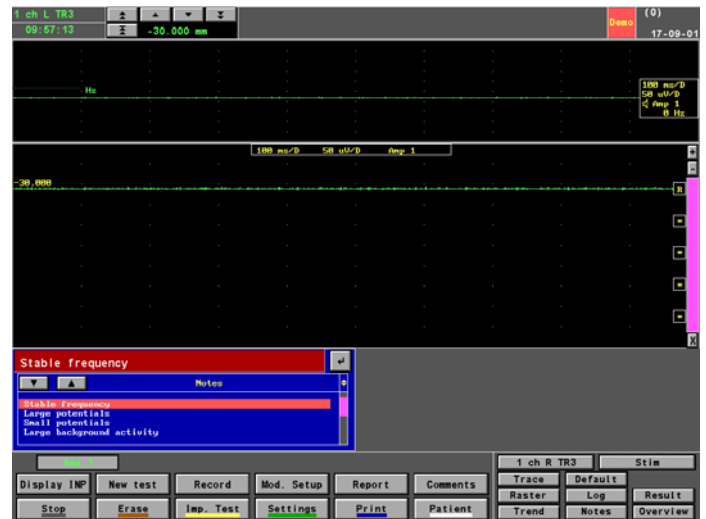 1 ch L TR3
09:57:13
-30.000 mm
Demo
(0)
17-09-01
Hz
100 ms/D
50 uV/D
Amp 1
0 Hz
100 ms/D 50 uV/D Amp 1
-30.000
R
Stable frequency
Notes
Stable frequency
Large potentials
Small potentials
Large background activity
Amp 1
1 ch R TR3 Stim
Display INP New test Record Mod. Setup Report Comments
Trace Default
Raster Log Result
Stop Erase Imp. Test Settings Print Patient
Trend Notes Overview